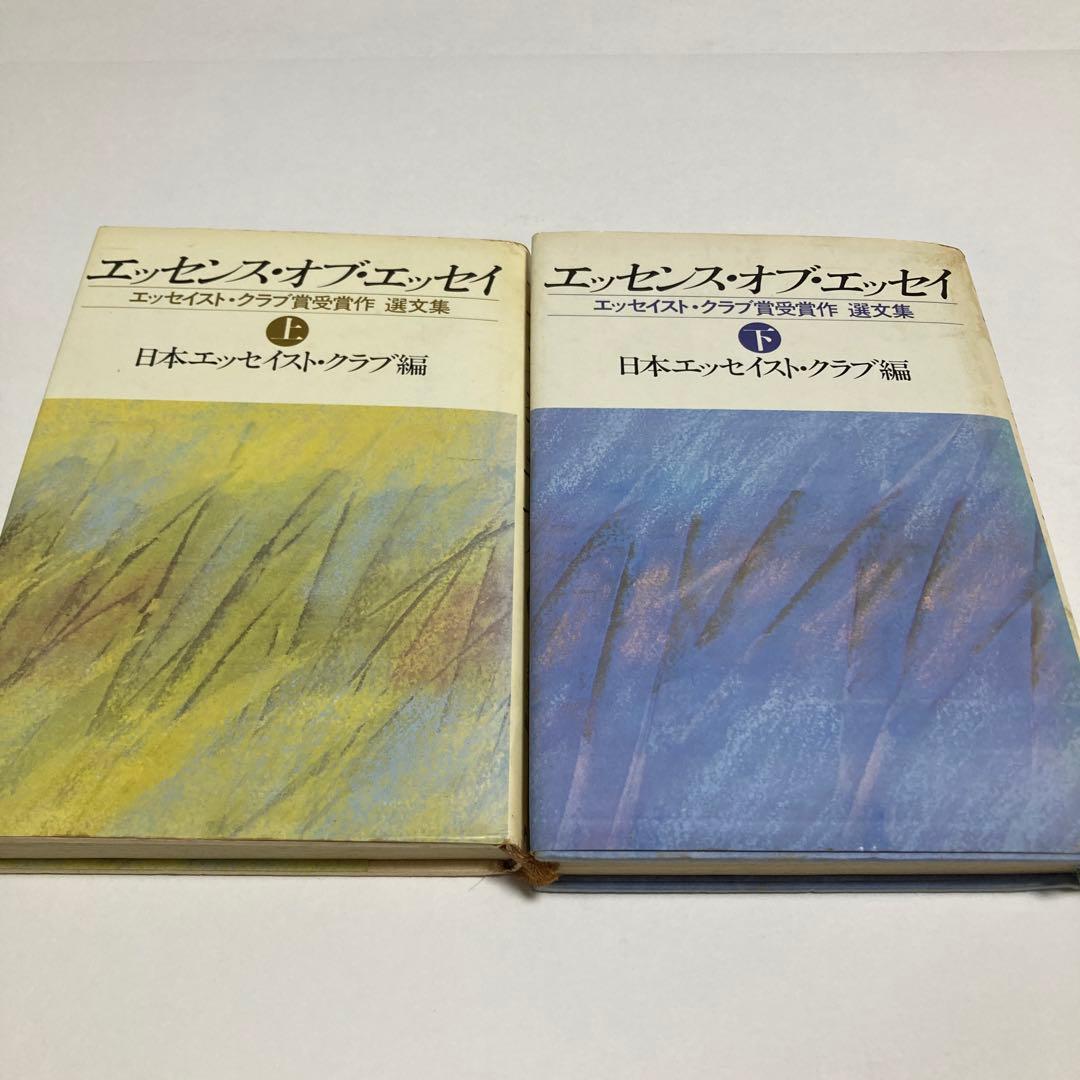 エッセンス・オブ・エッセイ
エッセイスト・クラブ賞受賞作 選文集
上
日本エッセイスト・クラブ編
エッセンス・オブ・エッセイ
エッセイスト・クラブ賞受賞作 選文集
下
日本エッセイスト・クラブ編